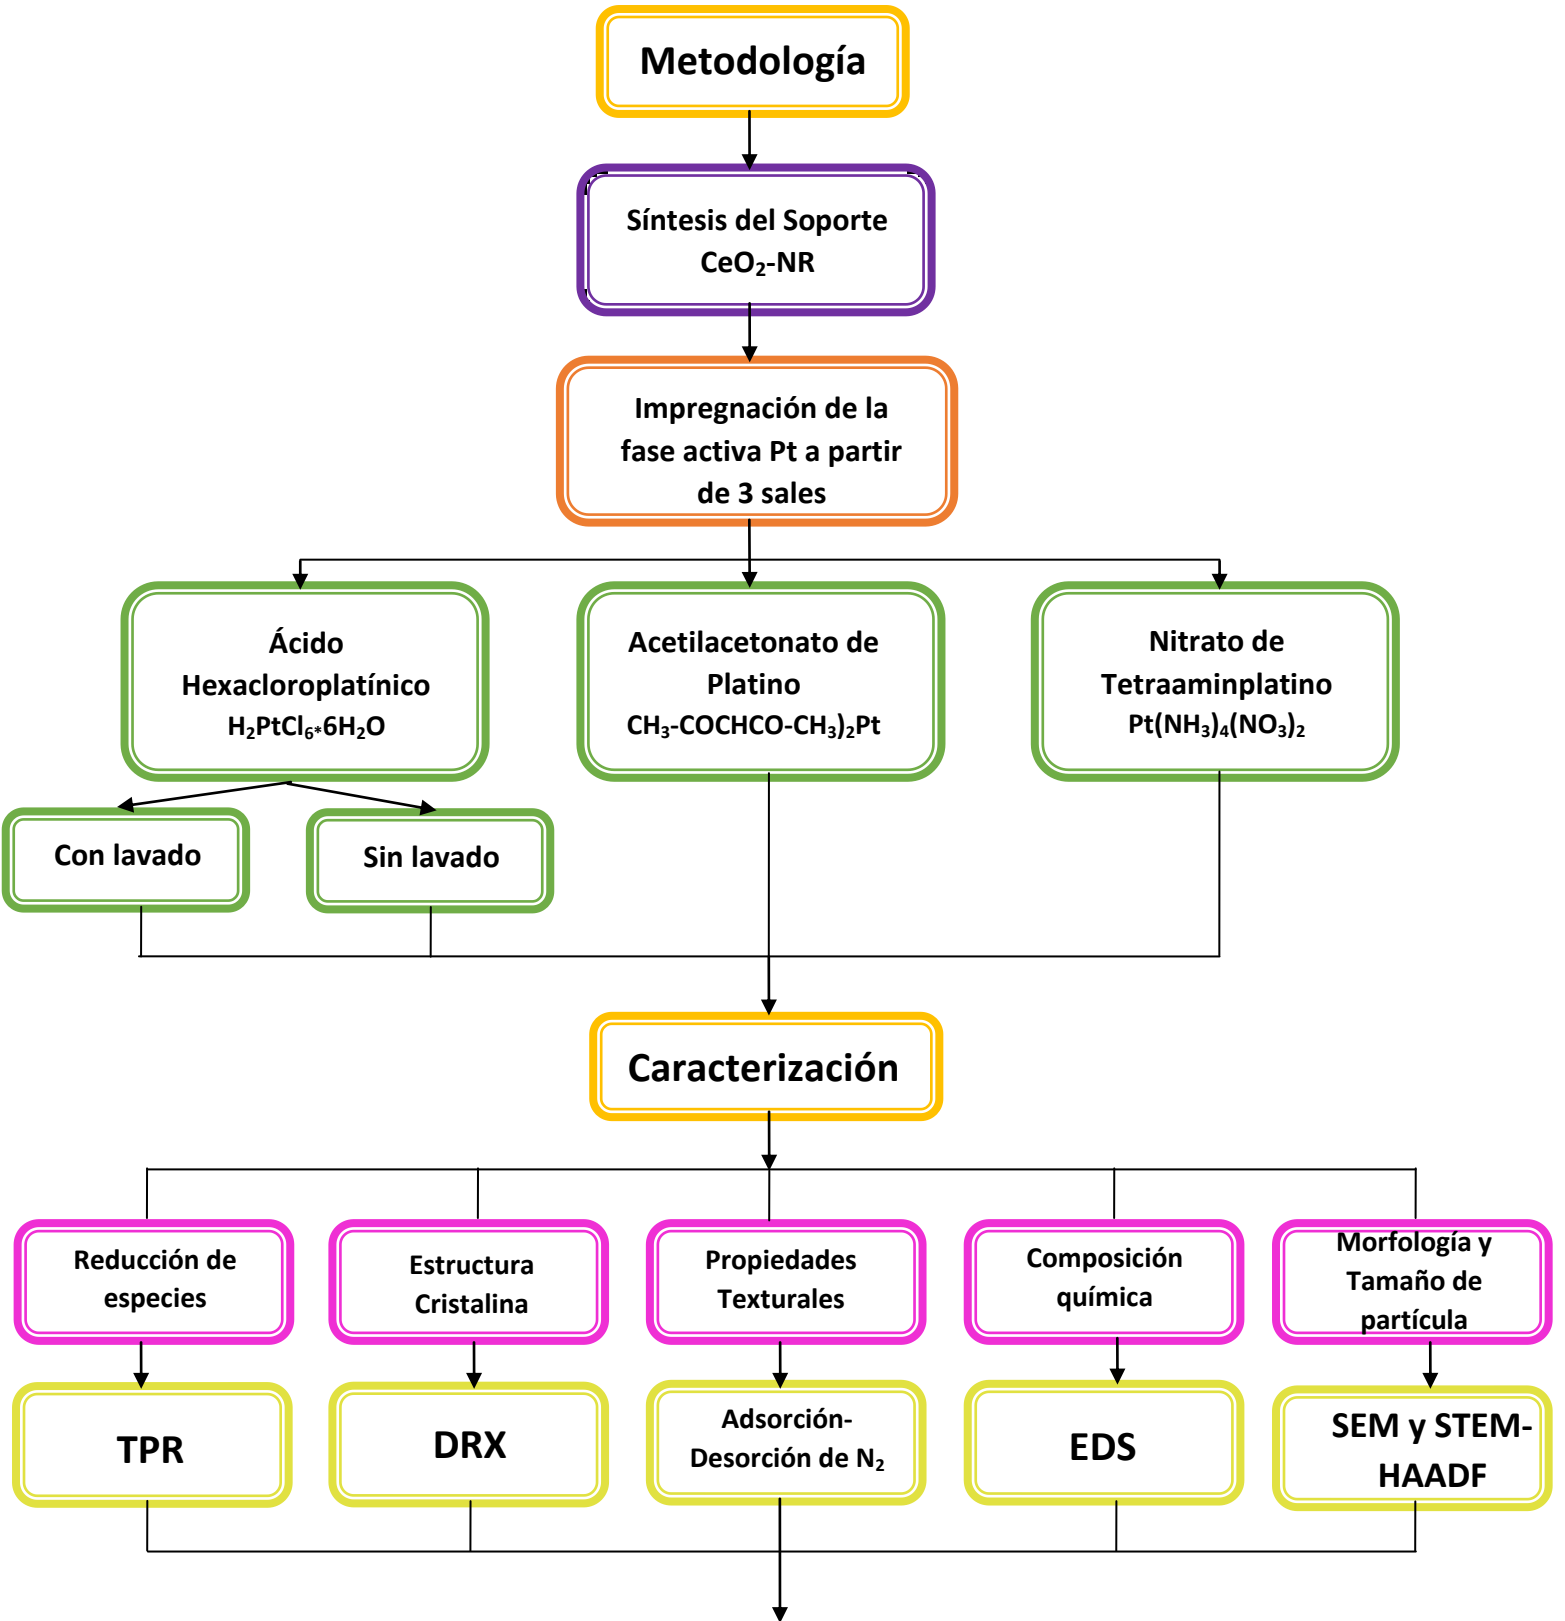 Metodología
Síntesis del Soporte
CeO₂-NR
Impregnación de la
fase activa Pt a partir
de 3 sales
Ácido
Hexacloroplatínico
H₂PtCl₆*6H₂O
Acetilacetonato de
Platino
CH₃-COCHCO-CH₃)₂Pt
Nitrato de
Tetraaminplatino
Pt(NH₃)₄(NO₃)₂
Con lavado
Sin lavado
Caracterización
Reducción de
especies
Estructura
Cristalina
Propiedades
Texturales
Composición
química
Morfología y
Tamaño de
partícula
TPR
DRX
Adsorción-
Desorción de N₂
EDS
SEM y STEM-
HAADF